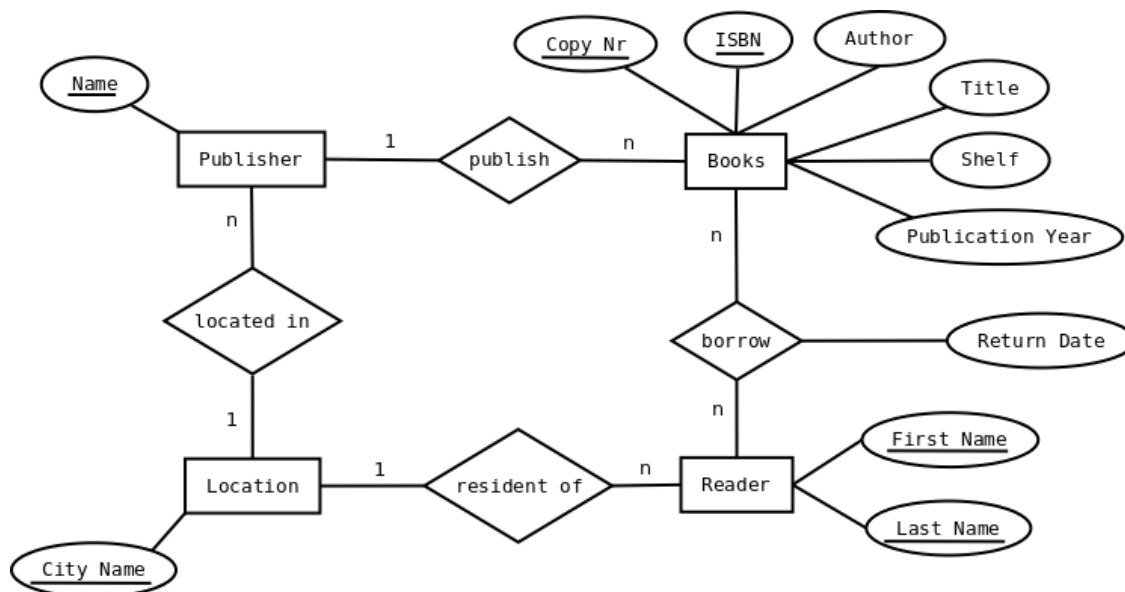 Copy Nr
ISBN
Author
Name
Title
Publisher
1
publish
n
Books
Shelf
n
n
Publication Year
located in
borrow
Return Date
1
n
First Name
Location
1
resident of
n
Reader
Last Name
City Name